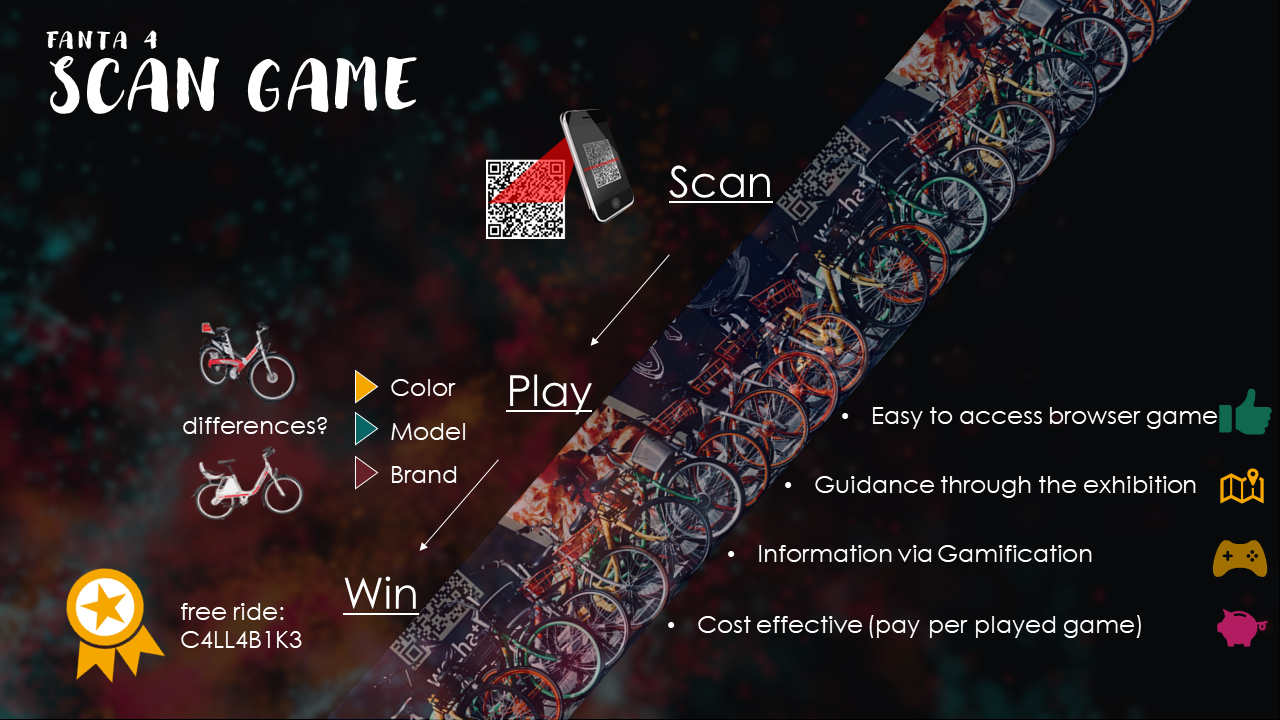 FANTA 4
SCAN GAME
Scan
Play
differences?
Color
Model
Brand
Win
free ride:
C4LL4B1K3
• Easy to access browser game
• Guidance through the exhibition
• Information via Gamification
• Cost effective (pay per played game)